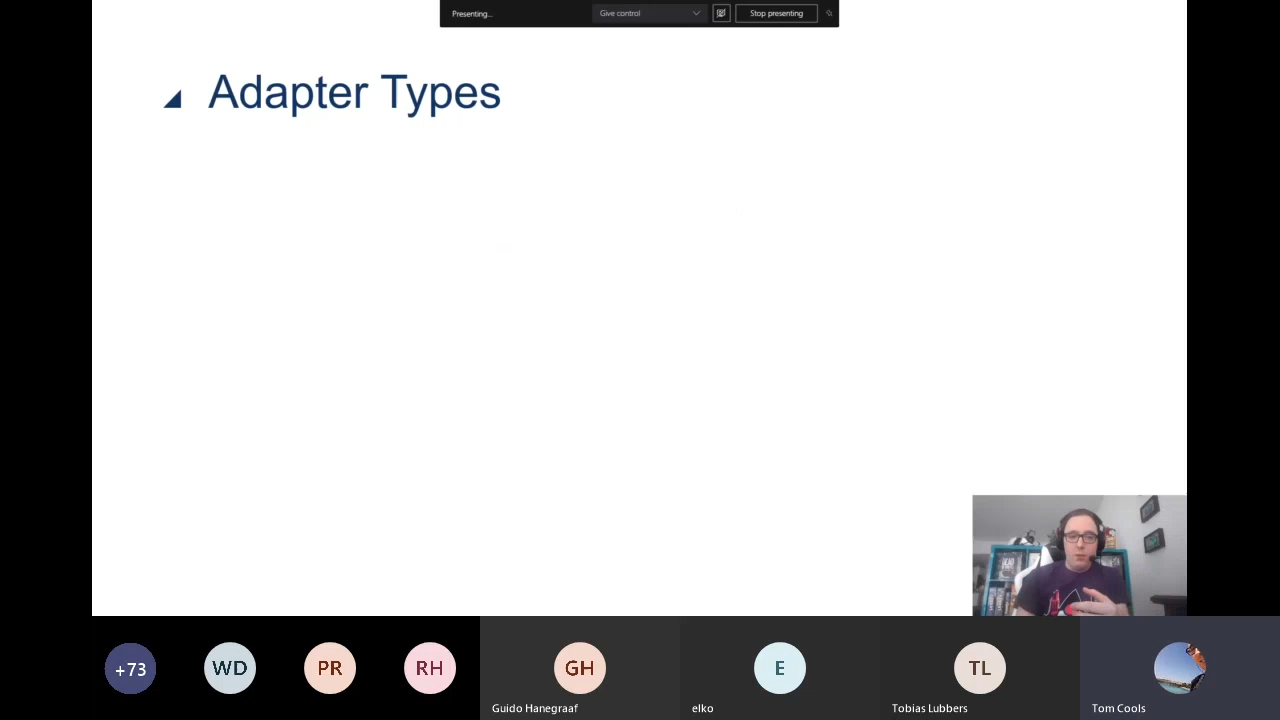 Presenting...
Give control
Stop presenting
Adapter Types
+73
WD
PR
RH
GH
E
TL
Guido Hanegraaf
elko
Tobias Lubbers
Tom Cools